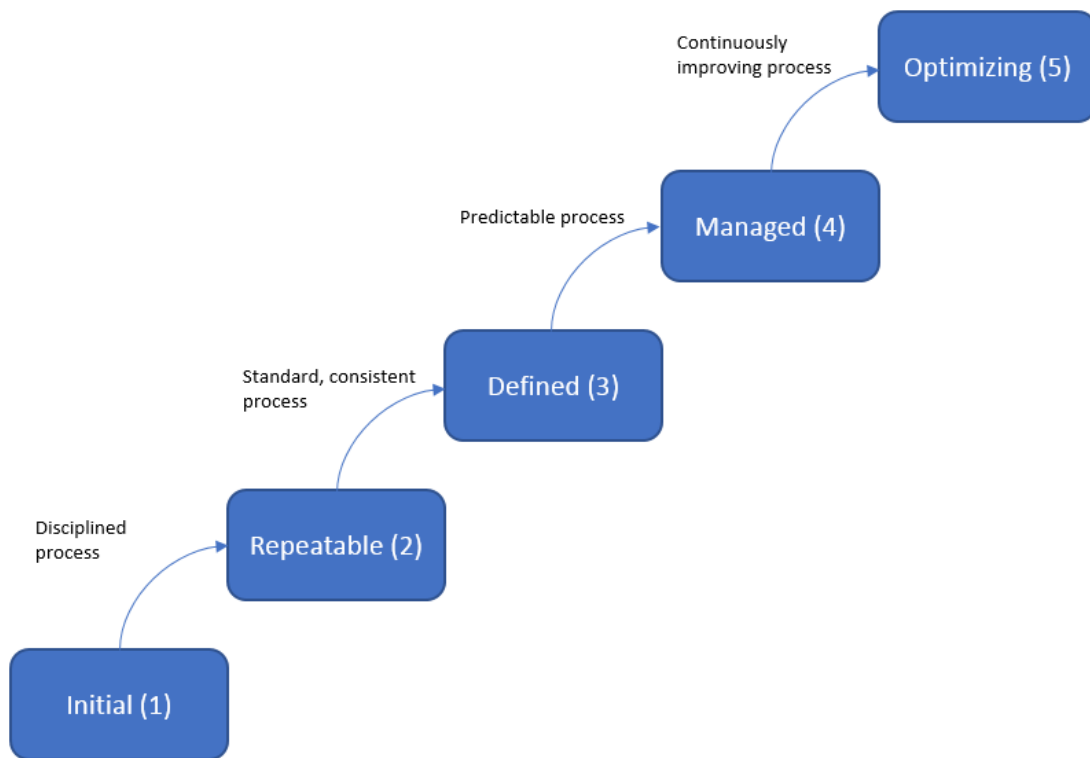 Continuously
improving process
Optimizing (5)
Predictable process
Managed (4)
Standard, consistent
process
Defined (3)
Disciplined
process
Repeatable (2)
Initial (1)